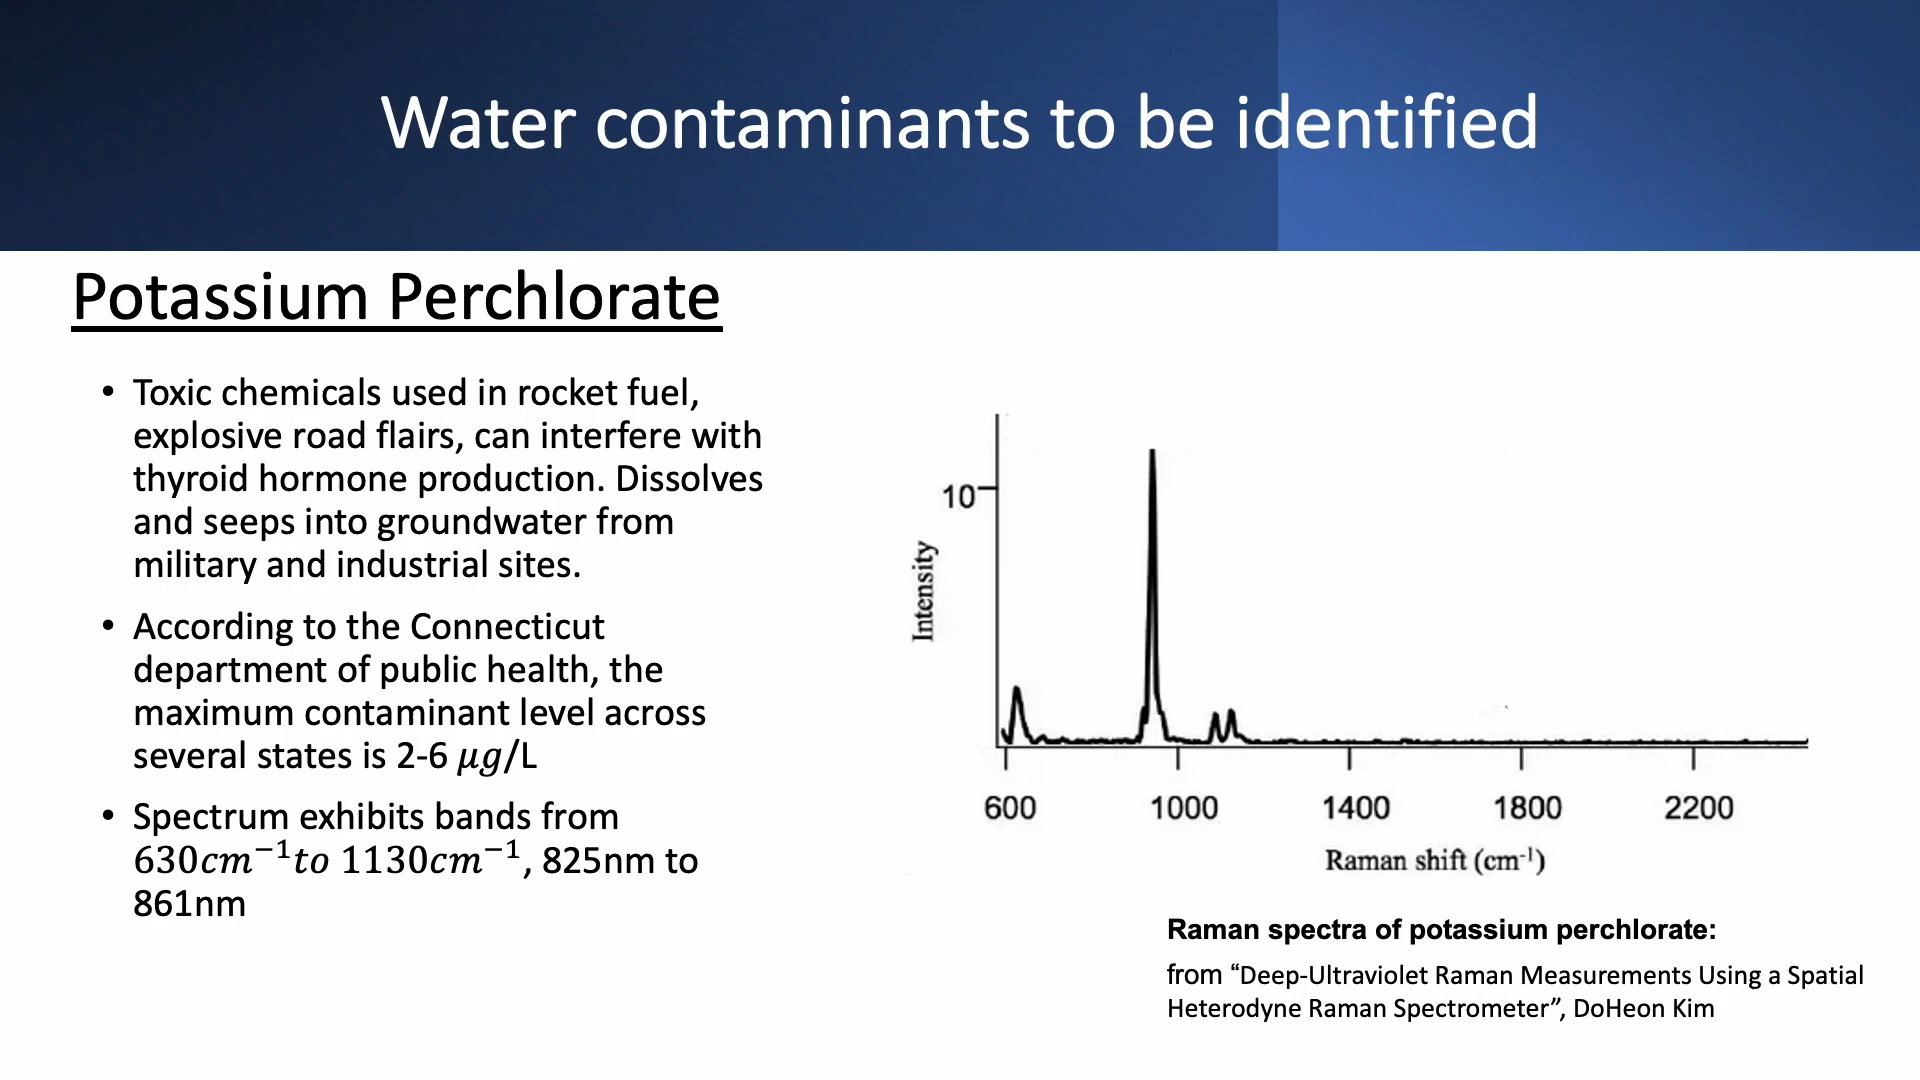 Water contaminants to be identified
Potassium Perchlorate
• Toxic chemicals used in rocket fuel,
explosive road flairs, can interfere with
thyroid hormone production. Dissolves
and seeps into groundwater from
military and industrial sites.
• According to the Connecticut
department of public health, the
maximum contaminant level across
several states is 2-6 𝜇𝑔/L
• Spectrum exhibits bands from
630𝑐𝑚⁻¹𝑡𝑜 1130𝑐𝑚⁻¹, 825nm to
861nm
10
Intensity
600 1000 1400 1800 2200
Raman shift (cm⁻¹)
Raman spectra of potassium perchlorate:
from “Deep-Ultraviolet Raman Measurements Using a Spatial
Heterodyne Raman Spectrometer”, DoHeon Kim